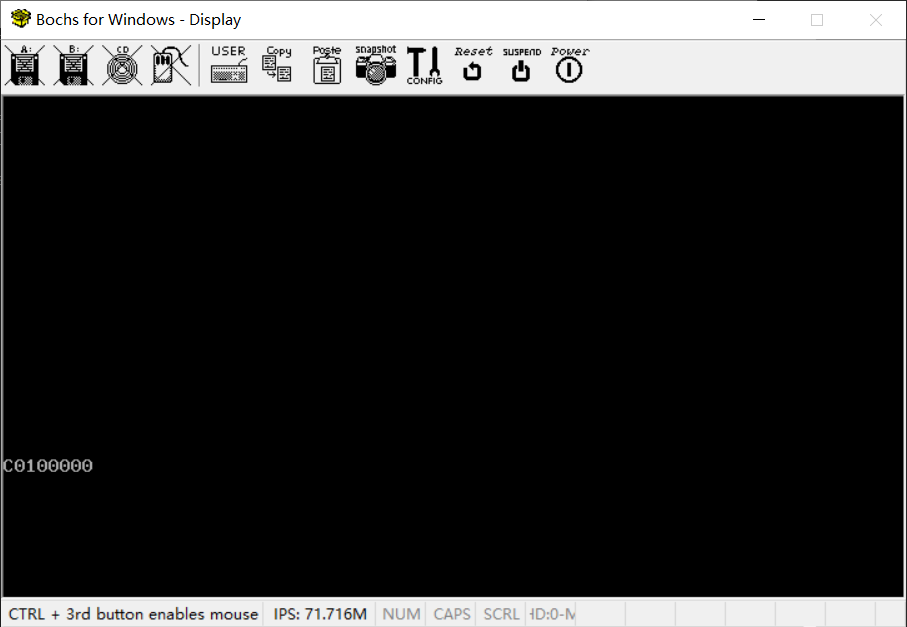 Bochs for Windows - Display
A: B: CD USER Copy Paste snapshot CONFIG Reset SUSPEND Power
C0100000
CTRL + 3rd button enables mouse IPS: 71.716M NUM CAPS SCRL HD:0-M